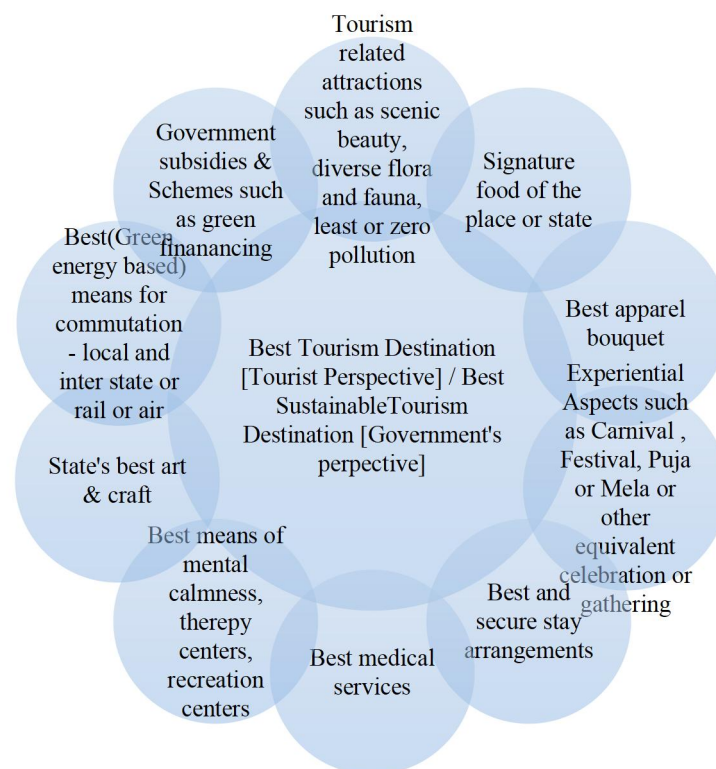 Tourism
related
attractions
such as scenic
beauty,
diverse flora
and fauna,
least or zero
pollution
Signature
food of the
place or state
Best apparel
bouquet
Experiential
Aspects such
as Carnival ,
Festival, Puja
or Mela or
other
equivalent
celebration or
gathering
Best and
secure stay
arrangements
Best medical
services
Best means of
mental
calmness,
therepy
centers,
recreation
centers
State's best art
& craft
Best(Green
energy based)
means for
commutation
- local and
inter state or
rail or air
Government
subsidies &
Schemes such
as green
finanancing
Best Tourism Destination
[Tourist Perspective] / Best
SustainableTourism
Destination [Government's
perpective]